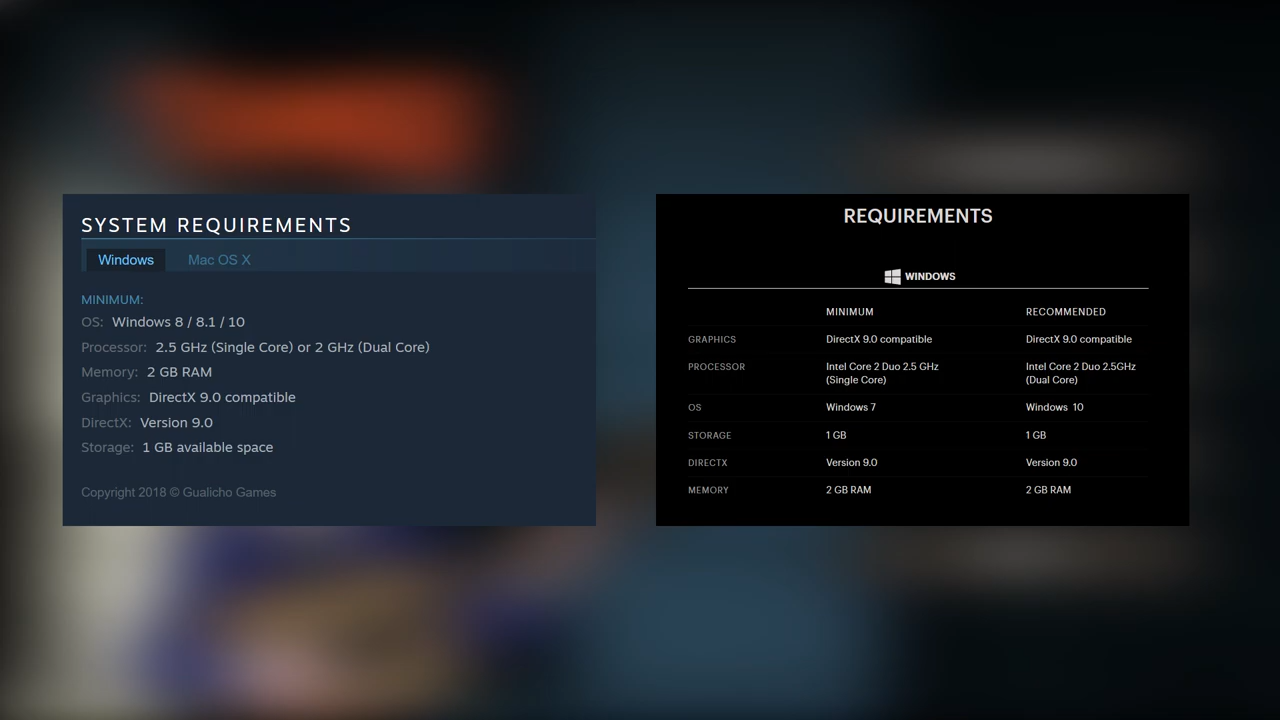 SYSTEM REQUIREMENTS
Windows Mac OS X
MINIMUM:
OS: Windows 8 / 8.1 / 10
Processor: 2.5 GHz (Single Core) or 2 GHz (Dual Core)
Memory: 2 GB RAM
Graphics: DirectX 9.0 compatible
DirectX: Version 9.0
Storage: 1 GB available space
Copyright 2018 © Gualicho Games
REQUIREMENTS
WINDOWS
MINIMUM RECOMMENDED
GRAPHICS DirectX 9.0 compatible DirectX 9.0 compatible
PROCESSOR Intel Core 2 Duo 2.5 GHz Intel Core 2 Duo 2.5GHz
(Single Core) (Dual Core)
OS Windows 7 Windows 10
STORAGE 1 GB 1 GB
DIRECTX Version 9.0 Version 9.0
MEMORY 2 GB RAM 2 GB RAM